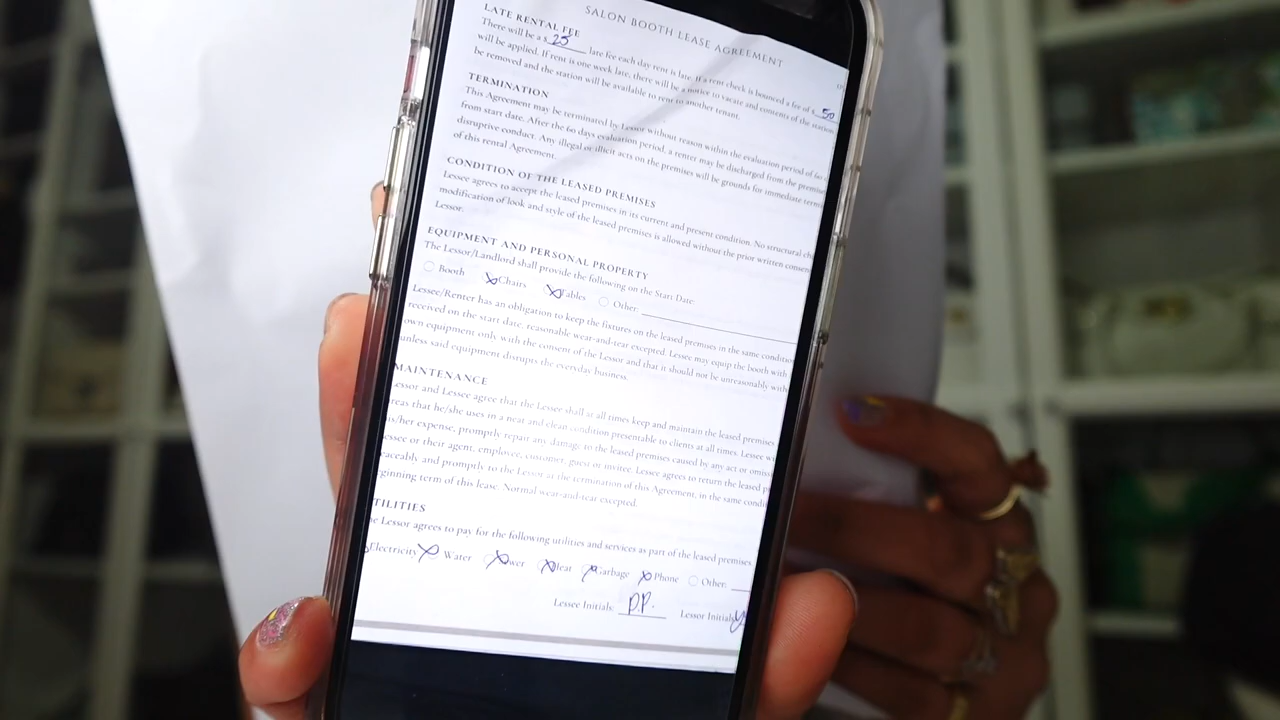 SALON BOOTH LEASE AGREEMENT
LATE RENTAL FEE
There will be a $ 25 late fee each day rent is late. If a rent check is bounced a fee of $ 50
will be applied. If rent is one week late, there will be a notice to vacate and contents of the station
be removed and the station will be available to rent to another tenant.
TERMINATION
This Agreement may be terminated by Lessor without reason within the evaluation period of 60
from start date. After the 60 days evaluation period, a renter may be discharged from the
disruptive conduct. Any illegal or illicit acts on the premises will be grounds for immediate
of this rental Agreement.
CONDITION OF THE LEASED PREMISES
Lessee agrees to accept the leased premises in its current and present condition. No structural
modification of look and style of the leased premises is allowed without the prior written
Lessor.
EQUIPMENT AND PERSONAL PROPERTY
The Lessor/Landlord shall provide the following on the Start Date
Booth Chairs Tables Other:
Lessee/Renter has an obligation to keep the fixtures on the leased premises in the same
received on the start date, reasonable wear-and-tear excepted. Lessee may equip the booth with
own equipment only with the consent of the Lessor and that it should not be unreasonably
unless said equipment disrupts the everyday business.
MAINTENANCE
Lessor and Lessee agree that the Lessee shall at all times keep and maintain the leased premises
areas that he/she uses in a neat and clean condition presentable to clients at all times. Lessee
is/her expense, promptly repair any damage to the leased premises caused by any act or
essee or their agent, employee, customer, guest or invitee. Lessee agrees to return the leased
eaceably and promptly to the Lessor at the termination of this Agreement, in the same
ginning term of this lease. Normal wear-and-tear excepted.
TILITIES
he Lessor agrees to pay for the following utilities and services as part of the leased premises
Electricity Water wer Heat Garbage Phone Other:
Lessee Initials: P.P. Lessor Initials